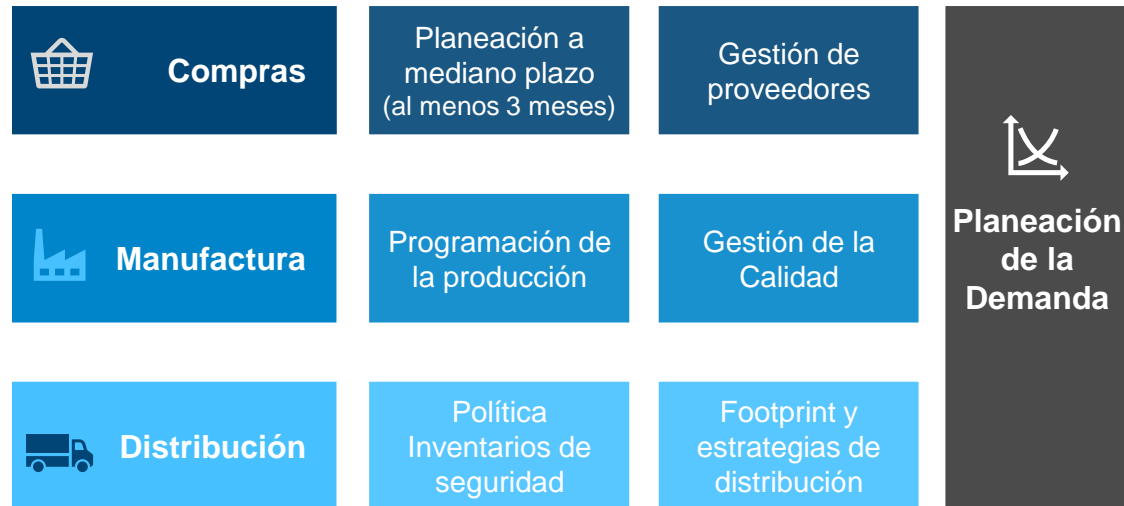 Compras
Planeación a
mediano plazo
(al menos 3 meses)
Gestión de
proveedores
Manufactura
Programación de
la producción
Gestión de la
Calidad
Distribución
Política
Inventarios de
seguridad
Footprint y
estrategias de
distribución
Planeación
de la
Demanda